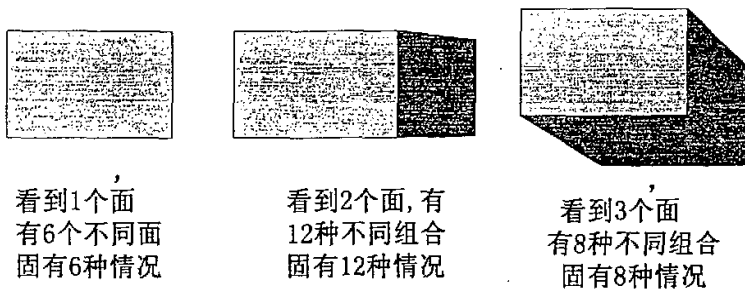 看到1个面,
有6个不同面
固有6种情况
看到2个面,有
12种不同组合
固有12种情况
看到3个面,
有8种不同组合
固有8种情况